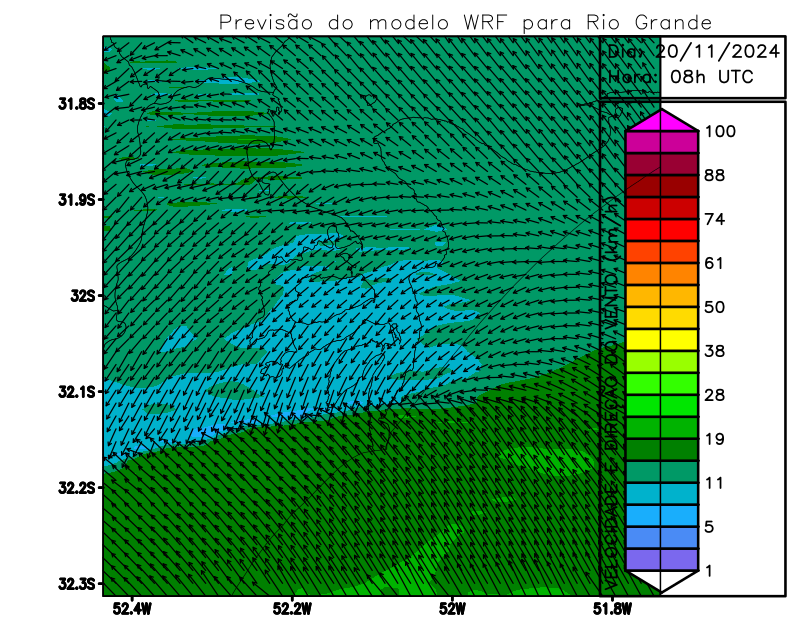 Previsão do modelo WRF para Rio Grande
Dia: 20/11/2024
Hora: 08h UTC
31.8S
31.9S
32S
32.1S
32.2S
32.3S
52.4W
52.2W
52W
51.8W
VELOCIDADE E DIREÇÃO DO VENTO (km/h)
100
88
74
61
50
38
28
19
11
5
1